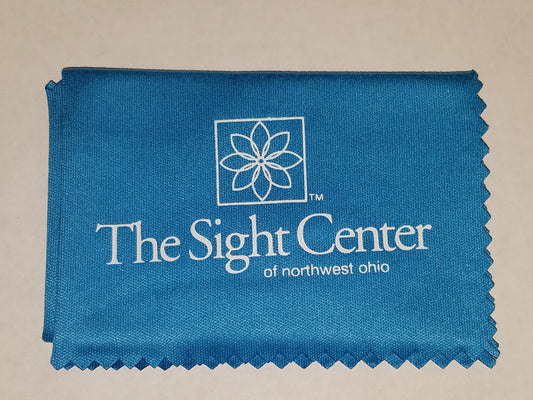 TM
The Sight Center
of northwest ohio